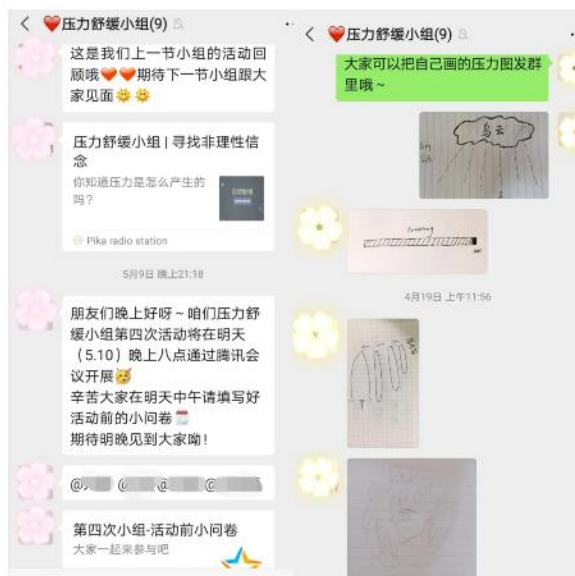 ❤️压力舒缓小组(9)
这是我们上一节小组的活动回
顾哦❤️❤️期待下一节小组跟大
家见面🌞🌞
压力舒缓小组 | 寻找非理性信
念
你知道压力是怎么产生的
吗？
Pika radio station
5月9日 晚上21:18
朋友们晚上好呀～咱们压力舒
缓小组第四次活动将在明天
（5.10）晚上八点通过腾讯会
议开展🥳
辛苦大家在明天中午请填写好
活动前的小问卷🗓️
期待明晚见到大家呦！
@
第四次小组-活动前小问卷
大家一起来参与吧
❤️压力舒缓小组(9)
大家可以把自己画的压力图发群
里哦～
乌云
loading
4月19日 上午11:56